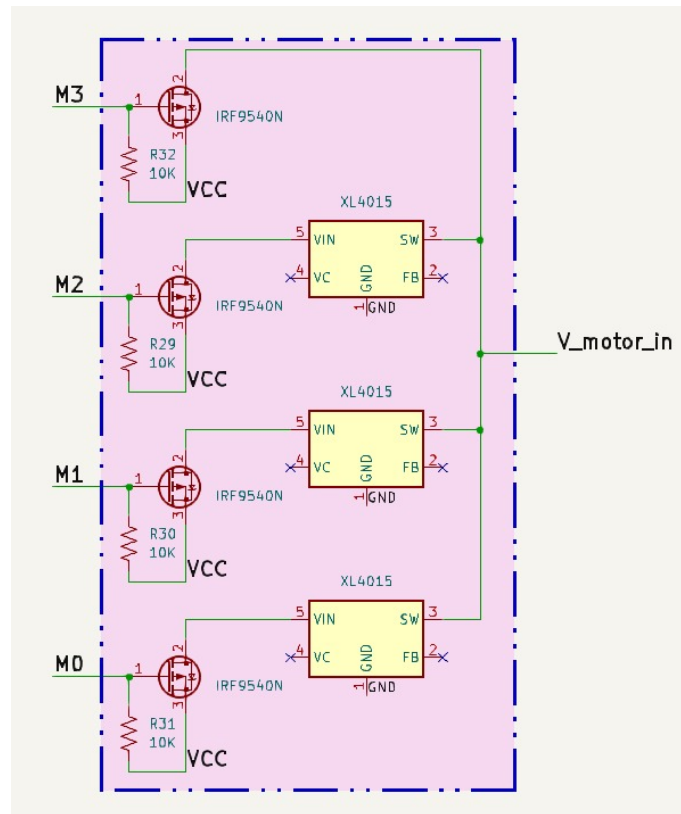 M3
1
2
3
IRF9540N
R32
10K
VCC
XL4015
5 VIN SW 3
4 VC GND FB 2
1 GND
M2
1
2
3
IRF9540N
R29
10K
VCC
V_motor_in
XL4015
5 VIN SW 3
4 VC GND FB 2
1 GND
M1
1
2
3
IRF9540N
R30
10K
VCC
XL4015
5 VIN SW 3
4 VC GND FB 2
1 GND
M0
1
2
3
IRF9540N
R31
10K
VCC